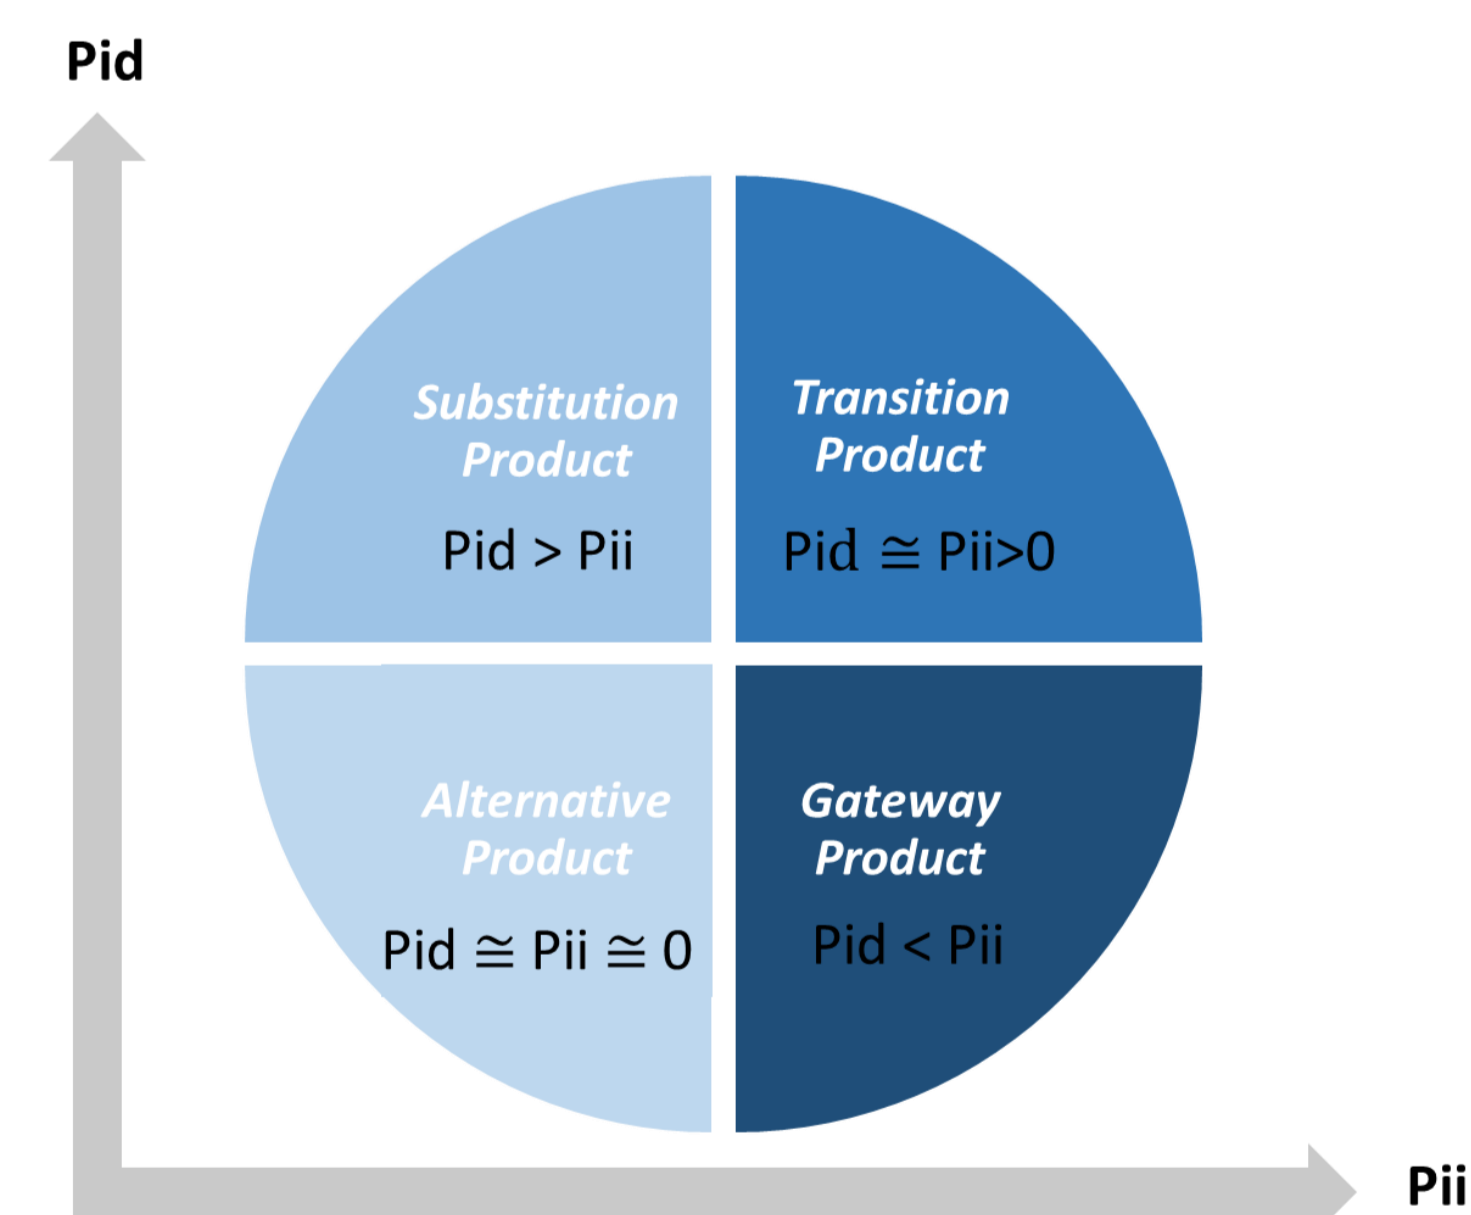 Pid
Substitution
Product
Pid > Pii
Transition
Product
Pid ≅ Pii>0
Alternative
Product
Pid ≅ Pii ≅ 0
Gateway
Product
Pid < Pii
Pii